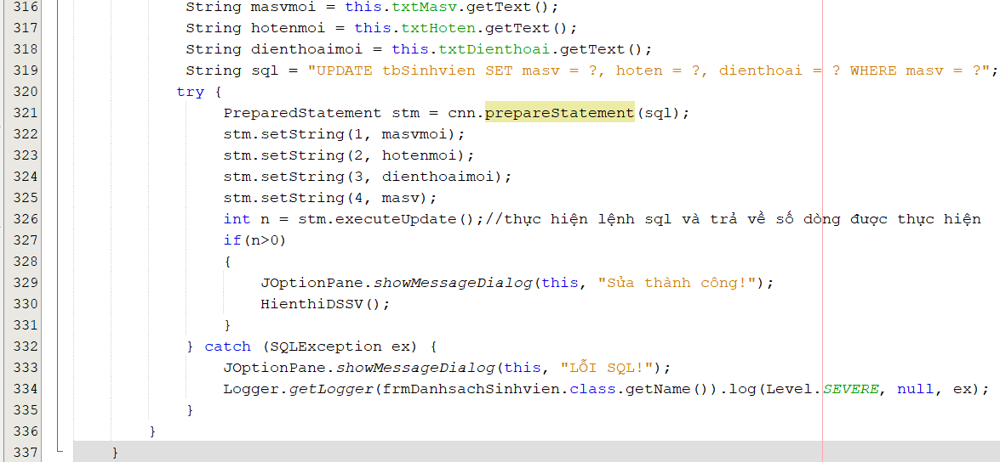 316 String masvmoi = this.txtMasv.getText();
317 String hotenmoi = this.txtHoten.getText();
318 String dienthoaimoi = this.txtDienthoai.getText();
319 String sql = "UPDATE tbSinhvien SET masv = ?, hoten = ?, dienthoai = ? WHERE masv = ?";
320 try {
321 PreparedStatement stm = cnn.prepareStatement(sql);
322 stm.setString(1, masvmoi);
323 stm.setString(2, hotenmoi);
324 stm.setString(3, dienthoaimoi);
325 stm.setString(4, masv);
326 int n = stm.executeUpdate();//thực hiện lệnh sql và trả về số dòng được thực hiện
327 if(n>0)
328 {
329 JOptionPane.showMessageDialog(this, "Sửa thành công!");
330 HienthiDSSV();
331 }
332 } catch (SQLException ex) {
333 JOptionPane.showMessageDialog(this, "LỖI SQL!");
334 Logger.getLogger(frmDanhsachSinhvien.class.getName()).log(Level.SEVERE, null, ex);
335 }
336 }
337 }